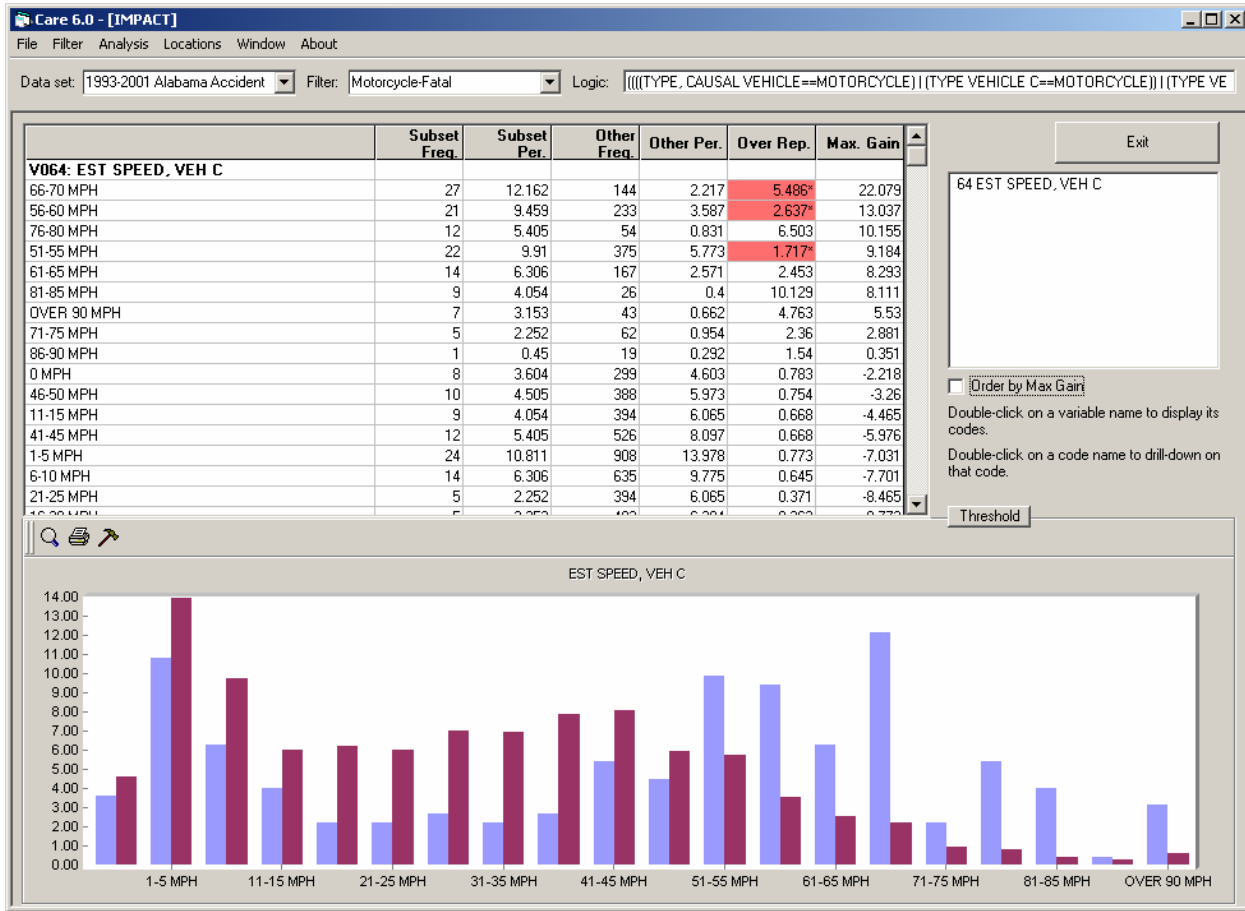 Care 6.0 - [IMPACT]
File Filter Analysis Locations Window About
Data set: 1993-2001 Alabama Accident Filter: Motorcycle-Fatal Logic: ((((TYPE, CAUSAL VEHICLE==MOTORCYCLE) | (TYPE VEHICLE C==MOTORCYCLE)) | (TYPE VE
Subset Freq. Subset Per. Other Freq. Other Per. Over Rep. Max. Gain
V064: EST SPEED, VEH C
66-70 MPH 27 12.162 144 2.217 5.486* 22.079
56-60 MPH 21 9.459 233 3.587 2.637* 13.037
76-80 MPH 12 5.405 54 0.831 6.503 10.155
51-55 MPH 22 9.91 375 5.773 1.717* 9.184
61-65 MPH 14 6.306 167 2.571 2.453 8.293
81-85 MPH 9 4.054 26 0.4 10.129 8.111
OVER 90 MPH 7 3.153 43 0.662 4.763 5.53
71-75 MPH 5 2.252 62 0.954 2.36 2.881
86-90 MPH 1 0.45 19 0.292 1.54 0.351
0 MPH 8 3.604 299 4.603 0.783 -2.218
46-50 MPH 10 4.505 388 5.973 0.754 -3.26
11-15 MPH 9 4.054 394 6.065 0.668 -4.465
41-45 MPH 12 5.405 526 8.097 0.668 -5.976
1-5 MPH 24 10.811 908 13.978 0.773 -7.031
6-10 MPH 14 6.306 635 9.775 0.645 -7.701
21-25 MPH 5 2.252 394 6.065 0.371 -8.465
Exit
64 EST SPEED, VEH C
Order by Max Gain
Double-click on a variable name to display its
codes.
Double-click on a code name to drill-down on
that code.
Threshold
EST SPEED, VEH C
14.00
13.00
12.00
11.00
10.00
9.00
8.00
7.00
6.00
5.00
4.00
3.00
2.00
1.00
0.00
1-5 MPH 11-15 MPH 21-25 MPH 31-35 MPH 41-45 MPH 51-55 MPH 61-65 MPH 71-75 MPH 81-85 MPH OVER 90 MPH